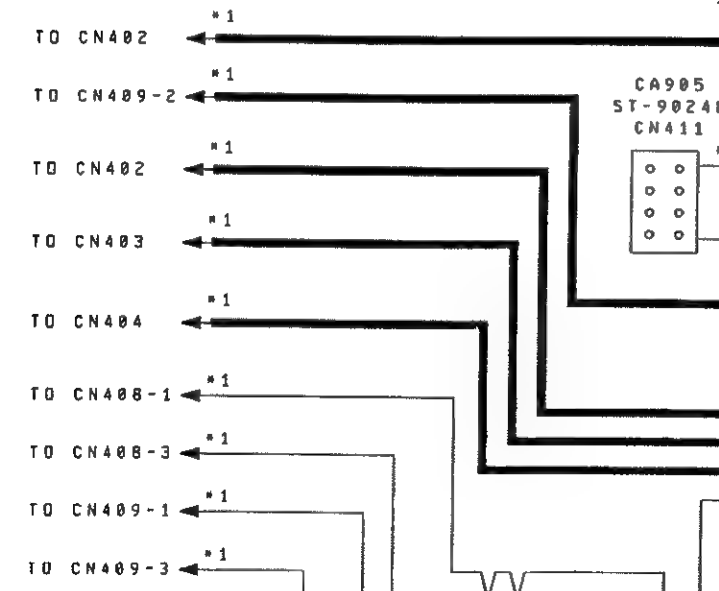 *1
TO CN402
*1
TO CN409-2
CA905
ST-90248
CN411
*1
TO CN402
*1
TO CN403
*1
TO CN404
*1
TO CN408-1
*1
TO CN408-3
*1
TO CN409-1
*1
TO CN409-3